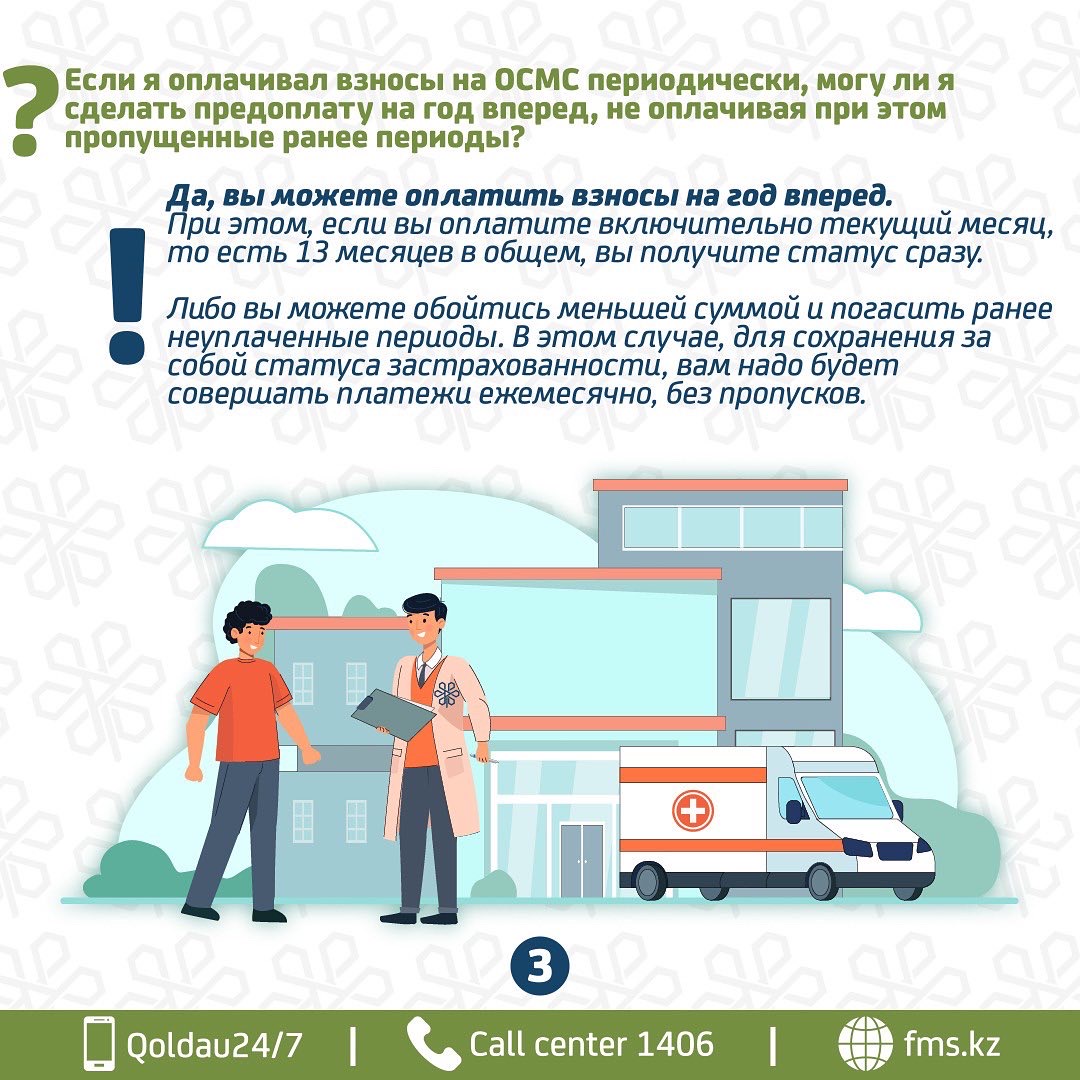 ?
Если я оплачивал взносы на ОСМС периодически, могу ли я
сделать предоплату на год вперед, не оплачивая при этом
пропущенные ранее периоды?
!
Да, вы можете оплатить взносы на год вперед.
При этом, если вы оплатите включительно текущий месяц,
то есть 13 месяцев в общем, вы получите статус сразу.
Либо вы можете обойтись меньшей суммой и погасить ранее
неуплаченные периоды. В этом случае, для сохранения за
собой статуса застрахованности, вам надо будет
совершать платежи ежемесячно, без пропусков.
3
Qoldau24/7 | Call center 1406 | fms.kz